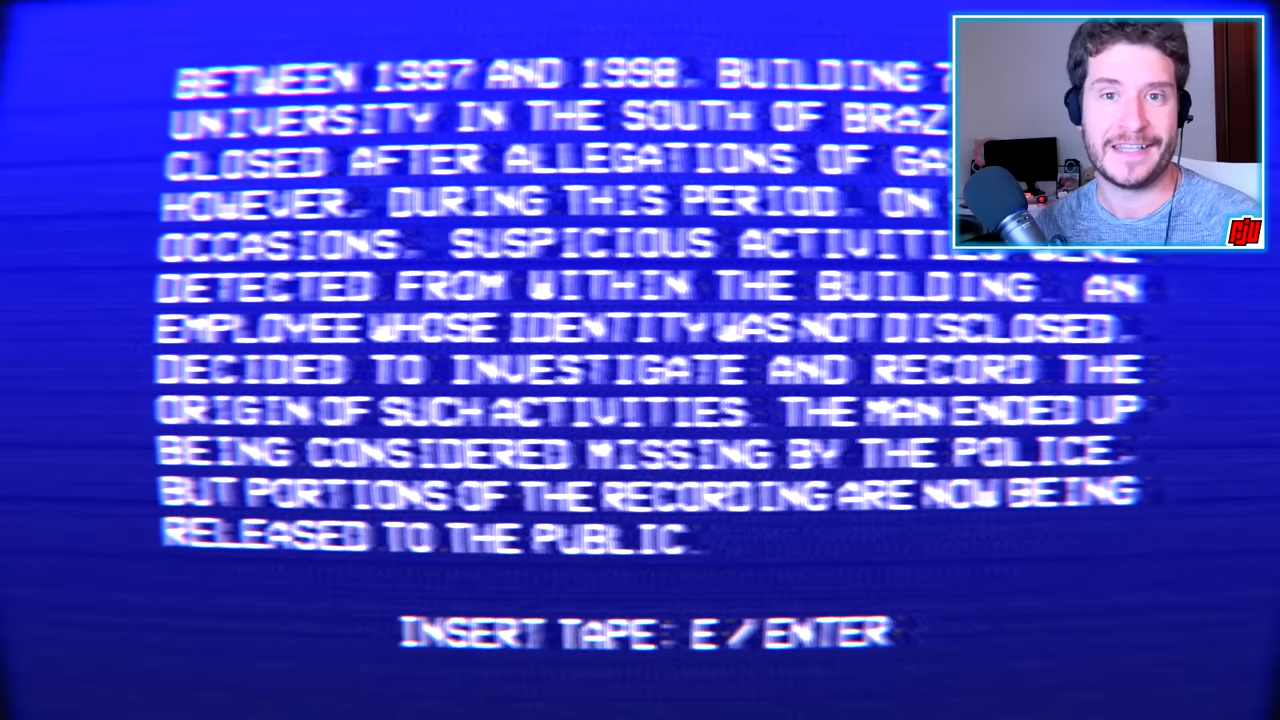 BETWEEN 1997 AND 1998, BUILDING
UNIVERSITY IN THE SOUTH OF
CLOSED AFTER ALLEGATIONS OF
HOWEVER, DURING THIS PERIOD, ON
OCCASIONS, SUSPICIOUS ACTIVITIES WERE
DETECTED FROM WITHIN THE BUILDING. AN
EMPLOYEE WHOSE IDENTITY WAS NOT DISCLOSED,
DECIDED TO INVESTIGATE AND RECORD THE
ORIGIN OF SUCH ACTIVITIES. THE MAN ENDED UP
BEING CONSIDERED MISSING BY THE POLICE,
BUT PORTIONS OF THE RECORDING ARE NOW BEING
RELEASED TO THE PUBLIC.
INSERT TAPE: E / ENTER